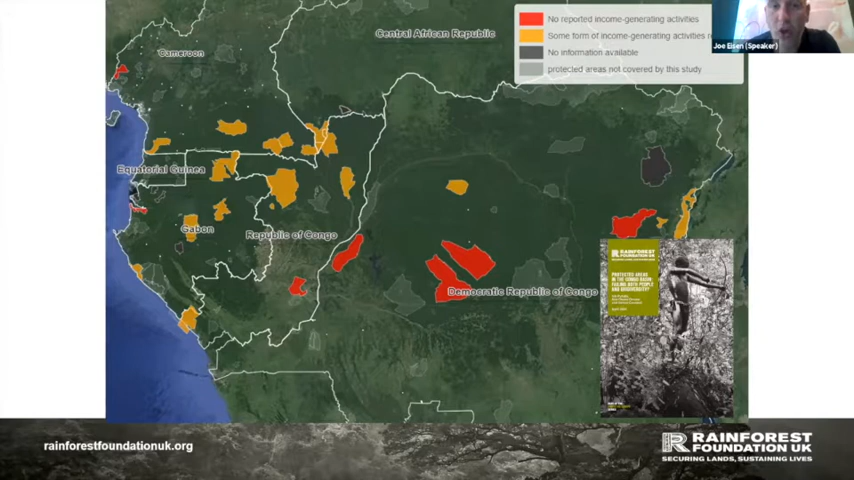 No reported income-generating activities
Some form of income-generating activities r
No information available
protected areas not covered by this study
Joe Eisen (Speaker)
Central African Republic
Cameroon
Equatorial Guinea
Gabon
Republic of Congo
Democratic Republic of Congo
RAINFOREST
FOUNDATION UK
PROTECTED AREAS
IN THE CONGO BASIN:
FAILING BOTH PEOPLE
AND BIODIVERSITY?
rainforestfoundationuk.org
RAINFOREST
FOUNDATION UK
SECURING LANDS, SUSTAINING LIVES